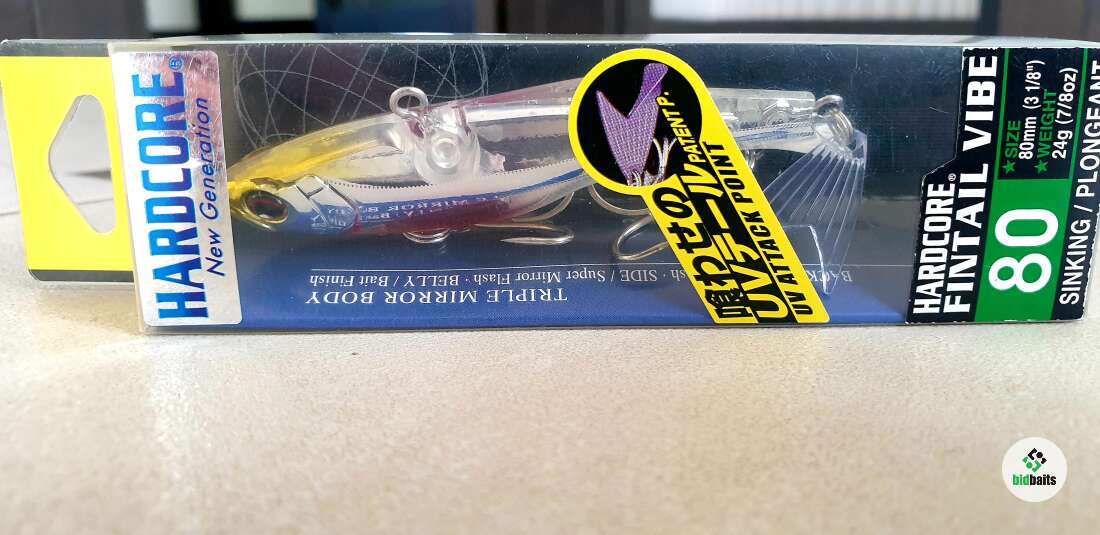 HARDCORE®
New Generation
喰わせの
UVテール PATENT P.
UV ATTACK POINT
TRIPLE MIRROR BODY
SIDE / Super Mirror Flash · BELLY / Bait Finish
HARDCORE®
FINTAIL VIBE
80
★SIZE
80mm (3 1/8")
★WEIGHT
24g (7/8oz)
SINKING / PLONGEANT
bidbaits